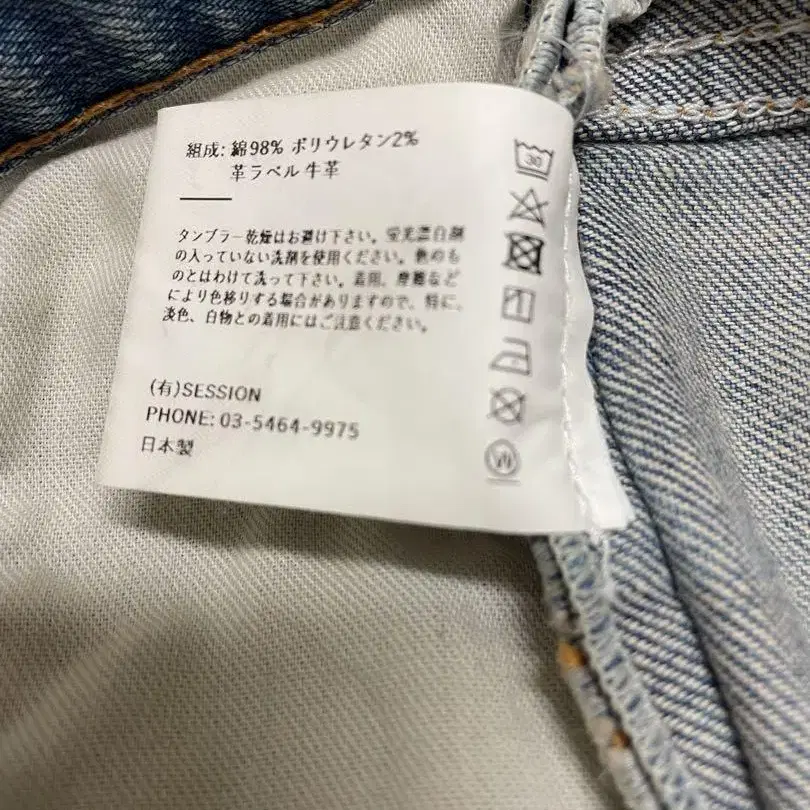 組成: 綿98% ポリウレタン2%
革ラベル 牛革
タンブラー乾燥はお避け下さい。蛍光漂白剤
の入っていない洗剤を使用ください。色のも
のとはわけて洗って下さい。着用、摩擦など
により色移りする場合がありますので、特に、
淡色、白物との着用にはご注意ください。
(有)SESSION
PHONE: 03-5464-9975
日本製
30
W